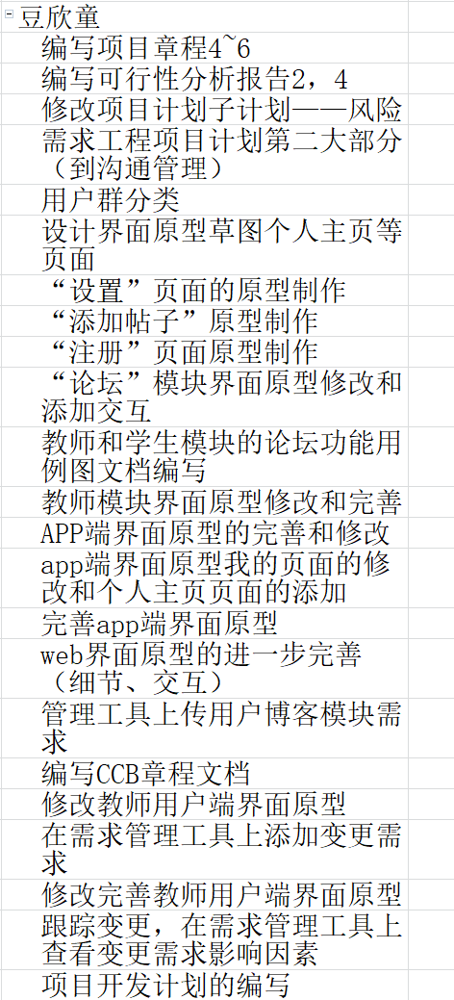 豆欣童
编写项目章程4~6
编写可行性分析报告2，4
修改项目计划子计划——风险
需求工程项目计划第二大部分
（到沟通管理）
用户群分类
设计界面原型草图个人主页等
页面
“设置”页面的原型制作
“添加帖子”原型制作
“注册”页面原型制作
“论坛”模块界面原型修改和
添加交互
教师和学生模块的论坛功能用
例图文档编写
教师模块界面原型修改和完善
APP端界面原型的完善和修改
app端界面原型我的页面的修
改和个人主页页面的添加
完善app端界面原型
web界面原型的进一步完善
（细节、交互）
管理工具上传用户博客模块需
求
编写CCB章程文档
修改教师用户端界面原型
在需求管理工具上添加变更需
求
修改完善教师用户端界面原型
跟踪变更，在需求管理工具上
查看变更需求影响因素
项目开发计划的编写